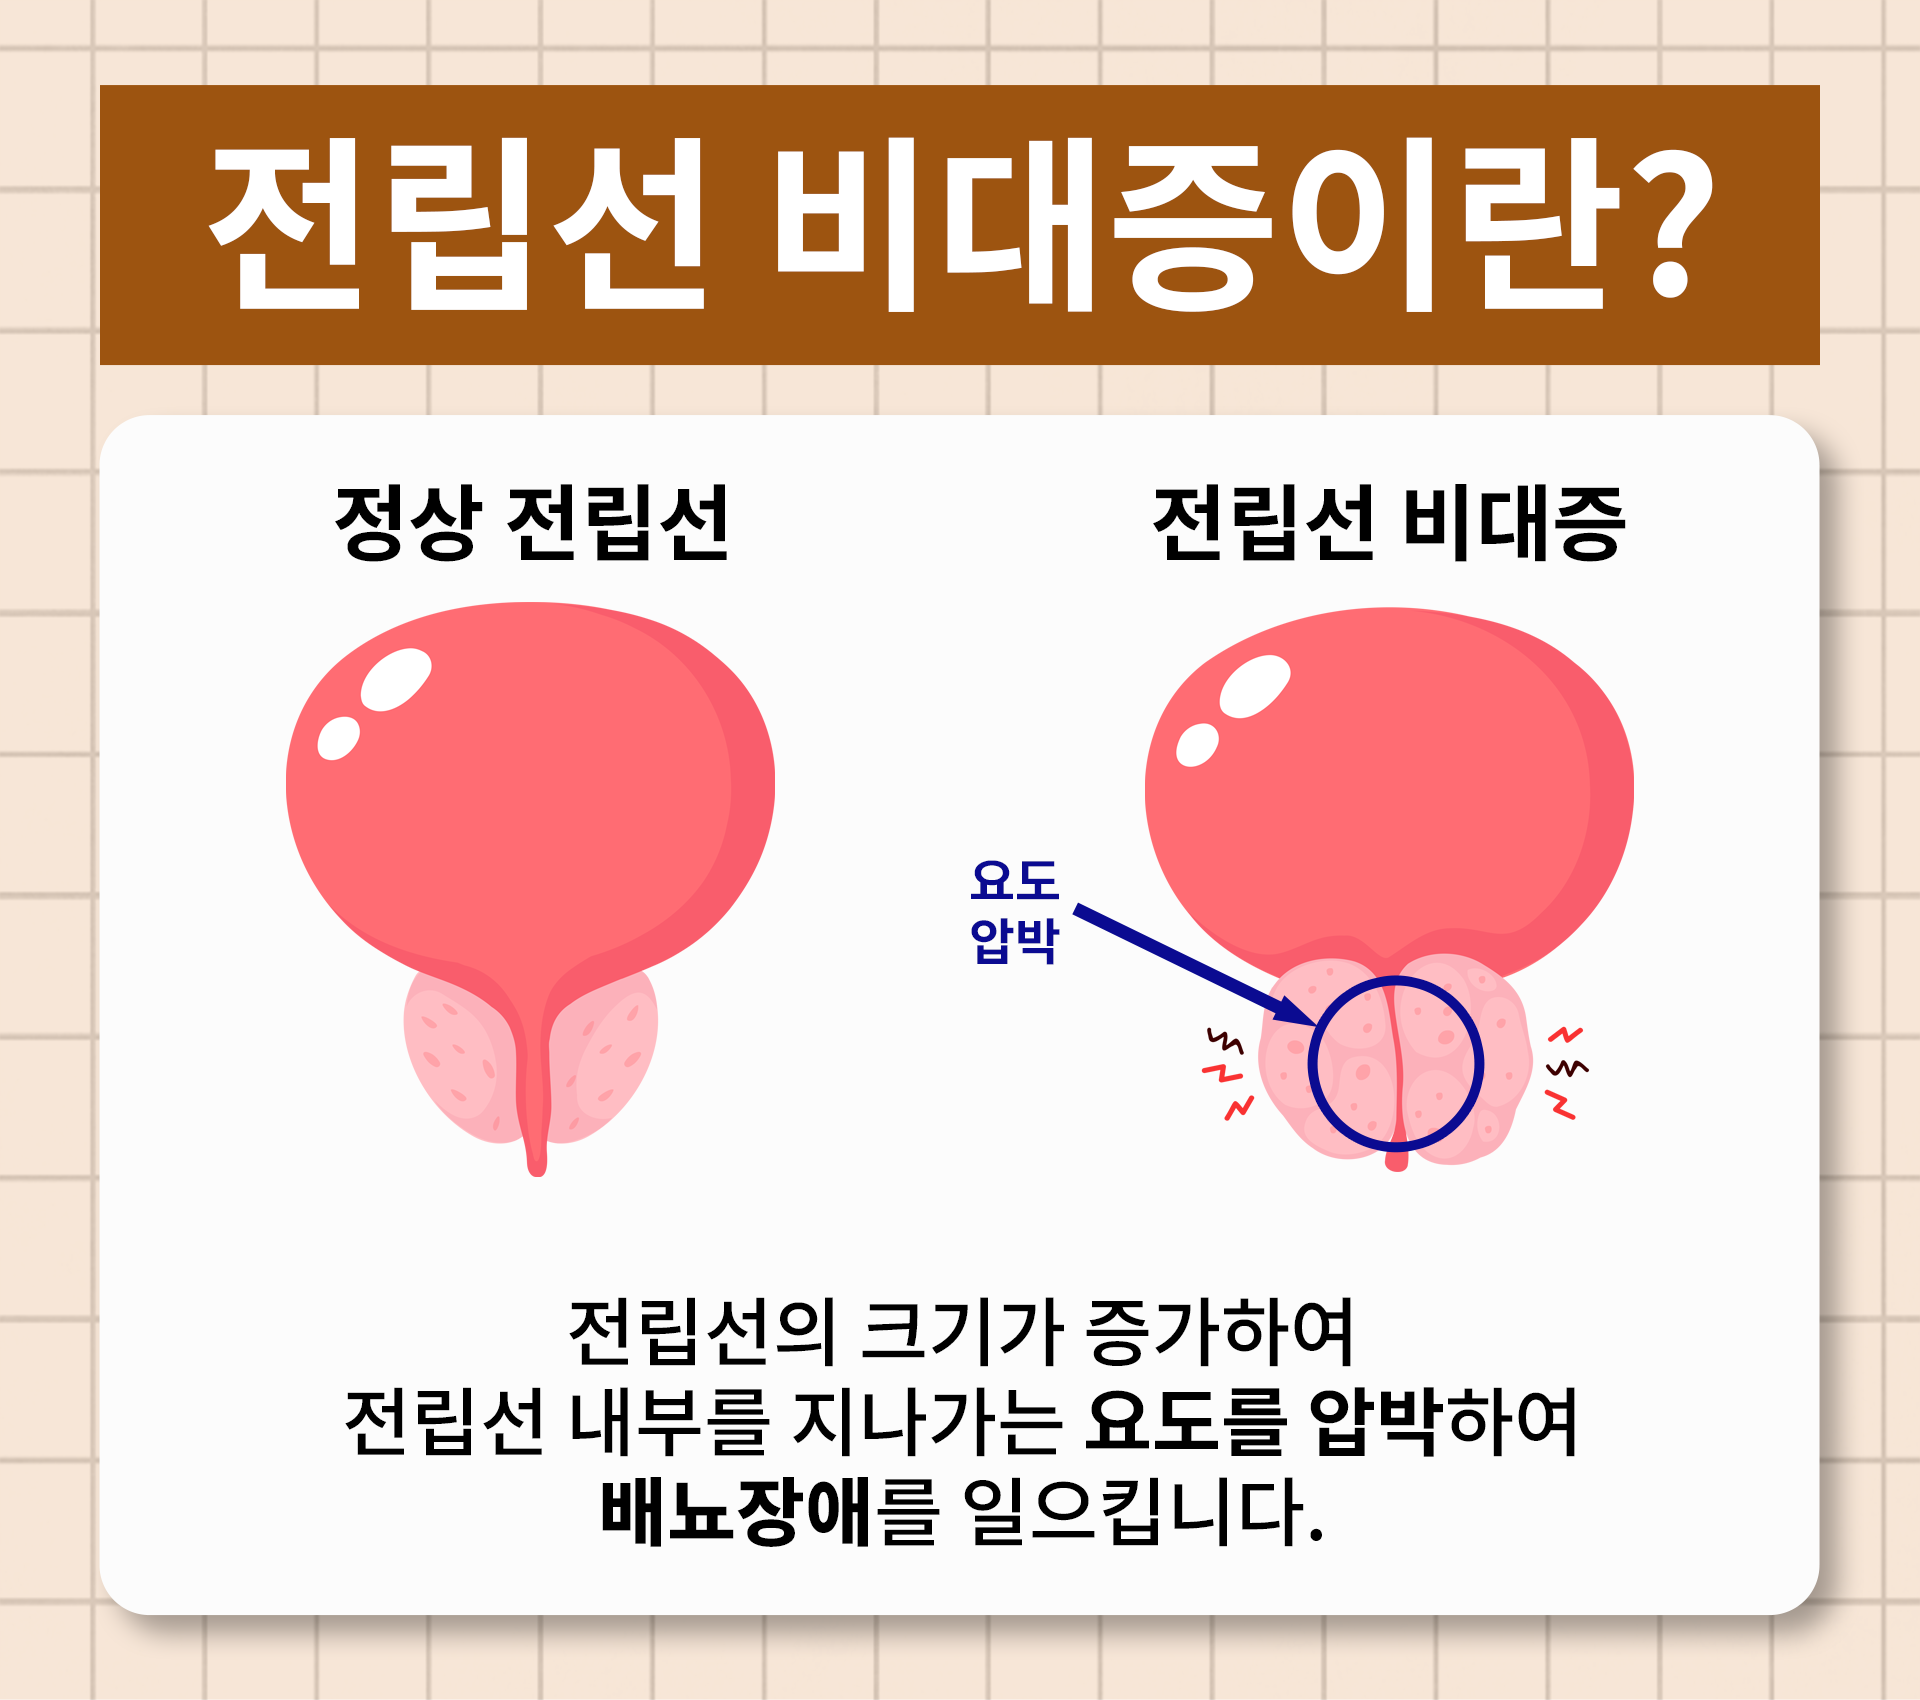 전립선 비대증이란?
정상 전립선
전립선 비대증
요도
압박
전립선의 크기가 증가하여
전립선 내부를 지나가는 요도를 압박하여
배뇨장애를 일으킵니다.